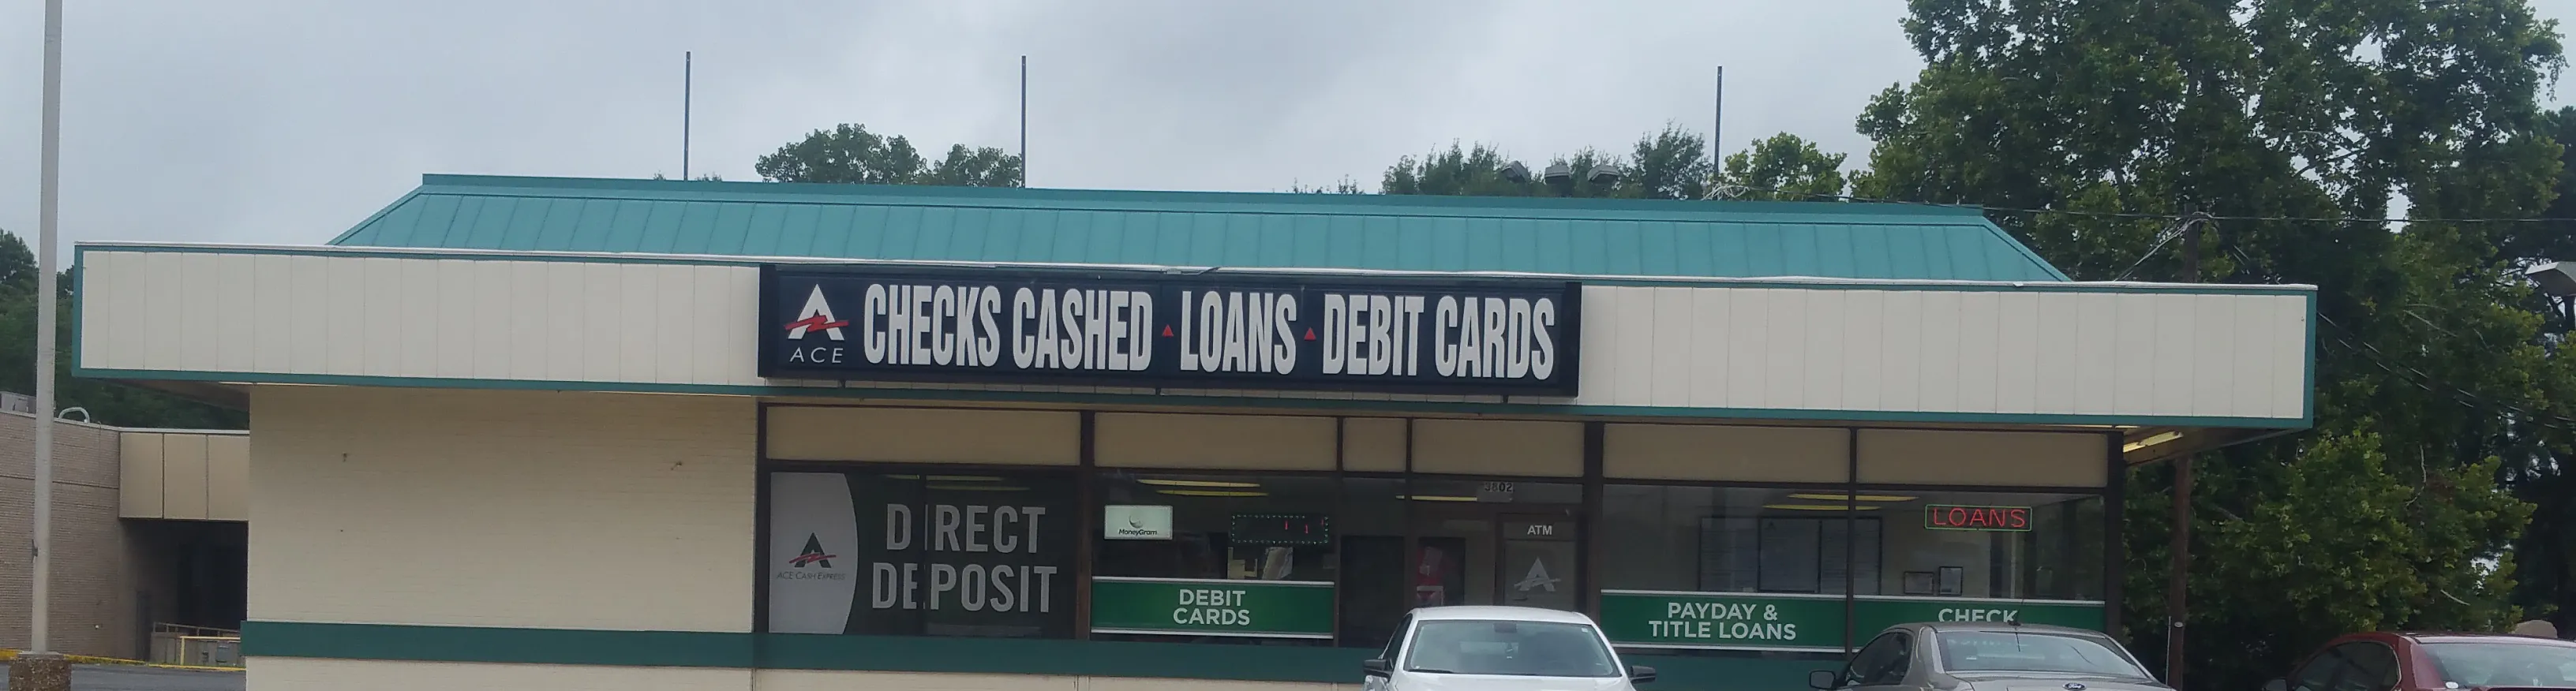 ACE
CHECKS CASHED ▲ LOANS ▲ DEBIT CARDS
3802
ACE CASH EXPRESS
DIRECT
DEPOSIT
MoneyGram
DEBIT
CARDS
ATM
PAYDAY &
TITLE LOANS
LOANS
CHECK